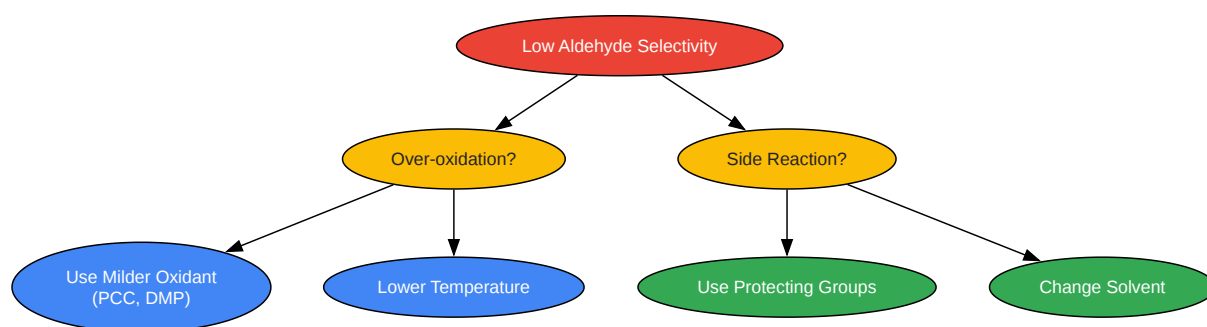 Low Aldehyde Selectivity
Over-oxidation?
Side Reaction?
Use Milder Oxidant
(PCC, DMP)
Lower Temperature
Use Protecting Groups
Change Solvent